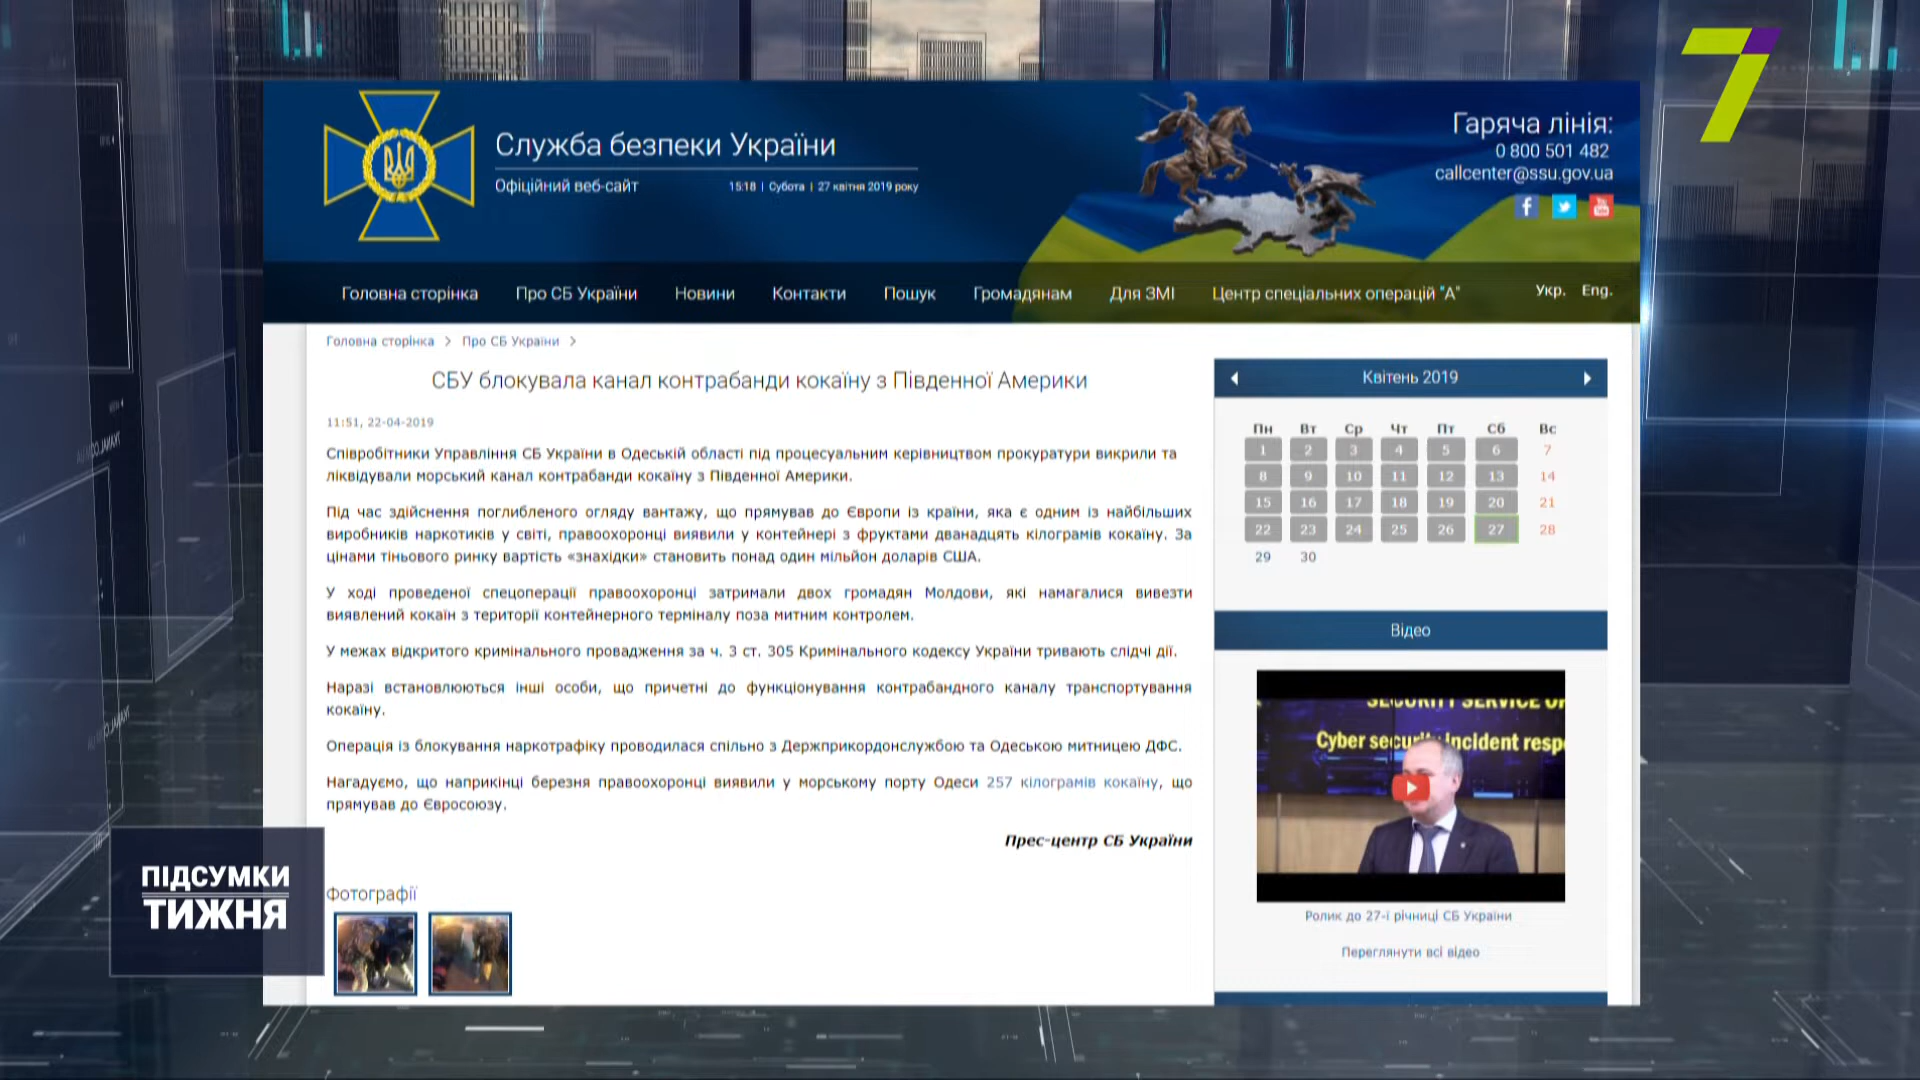 7
Служба безпеки України
Офіційний веб-сайт
15:18 | Субота | 27 квітня 2019 року
Гаряча лінія:
0 800 501 482
callcenter@ssu.gov.ua
Головна сторінка Про СБ України Новини Контакти Пошук Громадянам Для ЗМІ Центр спеціальних операцій "А" Укр. Eng.
Головна сторінка > Про СБ України >
СБУ блокувала канал контрабанди кокаїну з Південної Америки
11:51, 22-04-2019
Співробітники Управління СБ України в Одеській області під процесуальним керівництвом прокуратури викрили та
ліквідували морський канал контрабанди кокаїну з Південної Америки.
Під час здійснення поглибленого огляду вантажу, що прямував до Європи із країни, яка є одним із найбільших
виробників наркотиків у світі, правоохоронці виявили у контейнері з фруктами дванадцять кілограмів кокаїну. За
цінами тіньового ринку вартість «знахідки» становить понад один мільйон доларів США.
У ході проведеної спецоперації правоохоронці затримали двох громадян Молдови, які намагалися вивезти
виявлений кокаїн з території контейнерного терміналу поза митним контролем.
У межах відкритого кримінального провадження за ч. 3 ст. 305 Кримінального кодексу України тривають слідчі дії.
Наразі встановлюються інші особи, що причетні до функціонування контрабандного каналу транспортування
кокаїну.
Операція із блокування наркотрафіку проводилася спільно з Держприкордонслужбою та Одеською митницею ДФС.
Нагадуємо, що наприкінці березня правоохоронці виявили у морському порту Одеси 257 кілограмів кокаїну, що
прямував до Євросоюзу.
Прес-центр СБ України
Фотографії
Квітень 2019
Пн Вт Ср Чт Пт Сб Вс
1 2 3 4 5 6 7
8 9 10 11 12 13 14
15 16 17 18 19 20 21
22 23 24 25 26 27 28
29 30
Відео
SECURITY SERVICE OF
Cyber security incident resp
Ролик до 27-ї річниці СБ України
Переглянути всі відео
ПІДСУМКИ
ТИЖНЯ